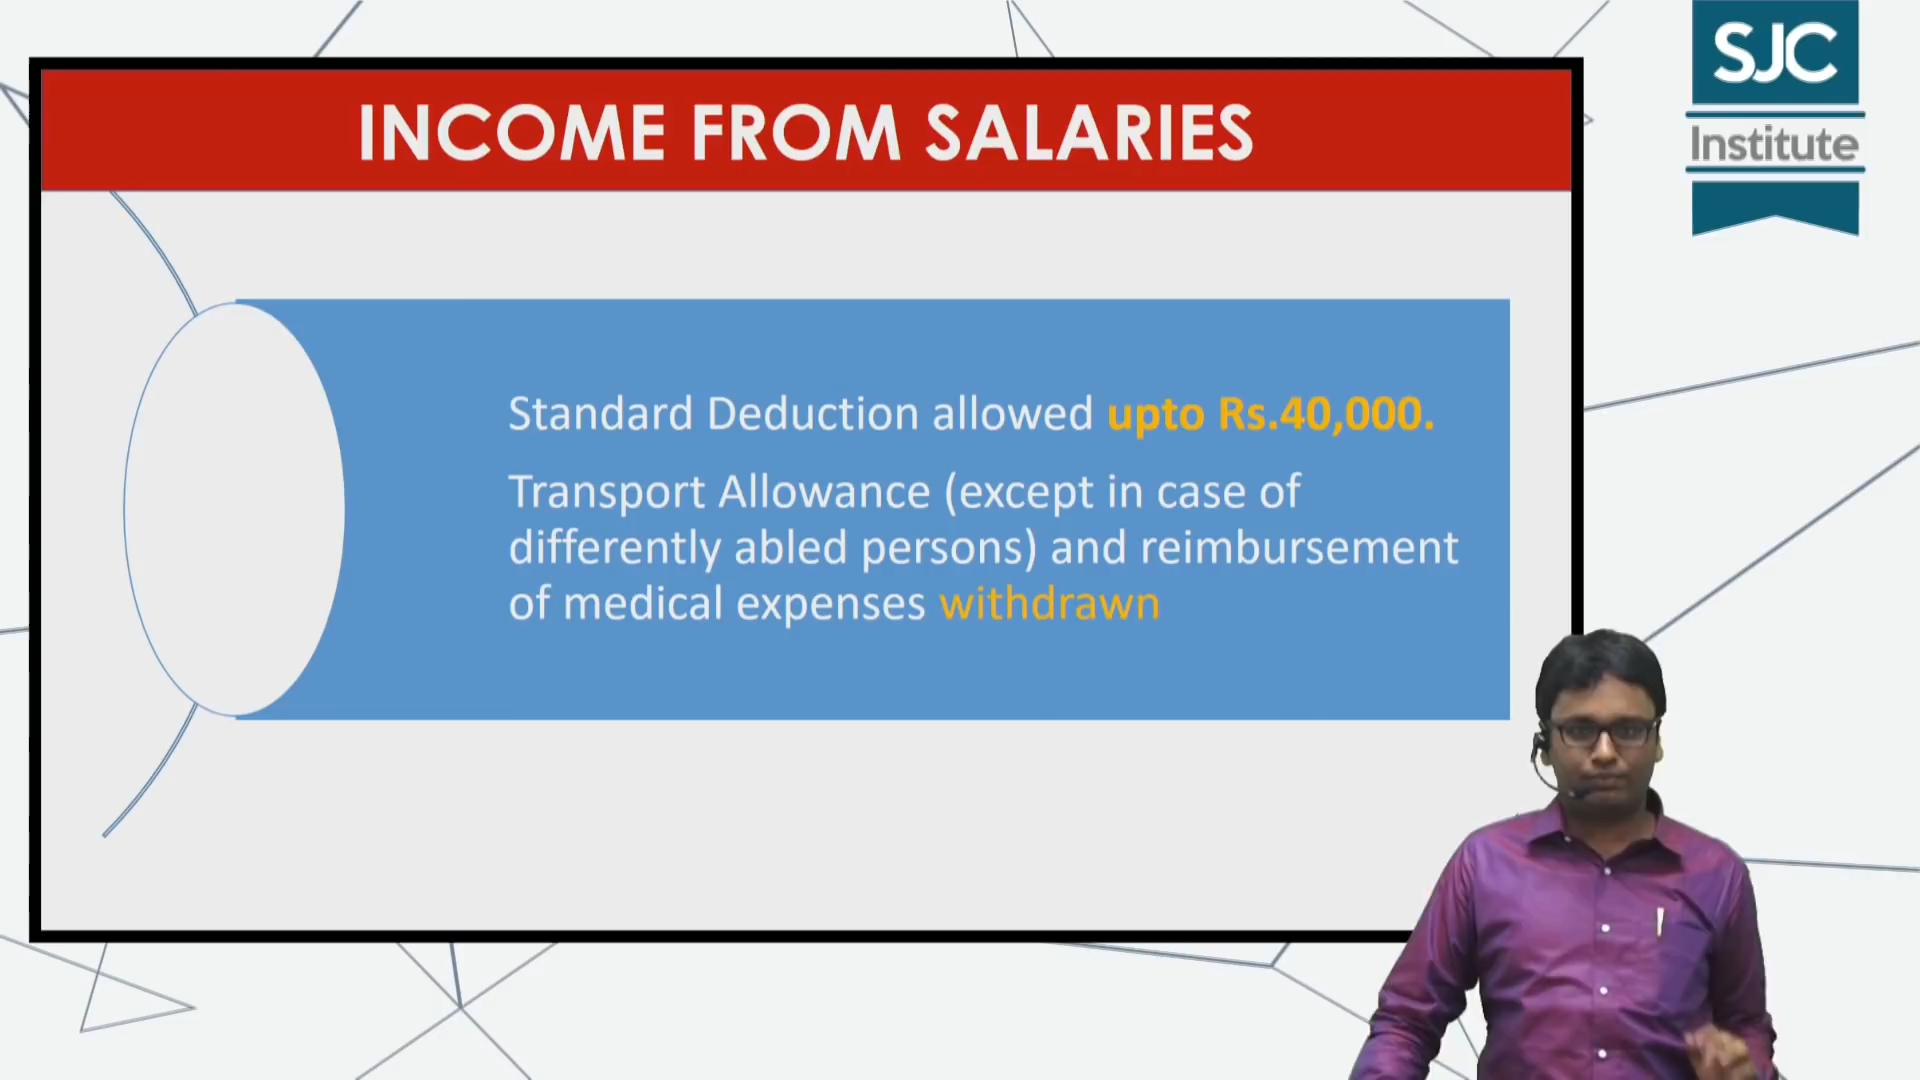 INCOME FROM SALARIES
SJC
Institute
Standard Deduction allowed upto Rs.40,000.
Transport Allowance (except in case of
differently abled persons) and reimbursement
of medical expenses withdrawn